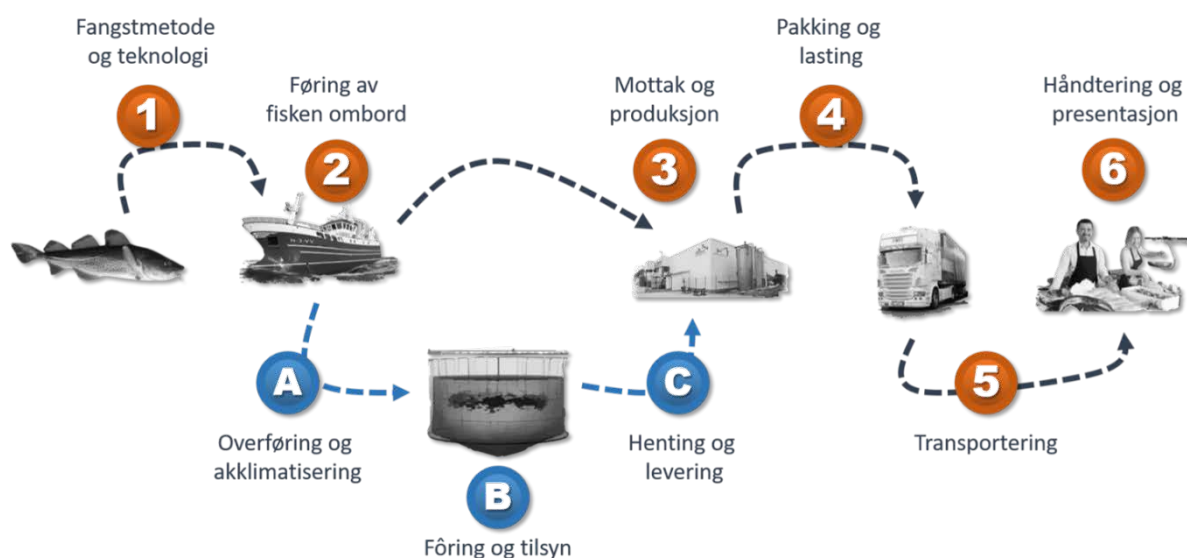 Fangstmetode
og teknologi
1
Føring av
fisken ombord
2
Mottak og
produksjon
3
Pakking og
lasting
4
Håndtering og
presentasjon
6
A
Overføring og
akklimatisering
B
Fôring og tilsyn
C
Henting og
levering
5
Transportering